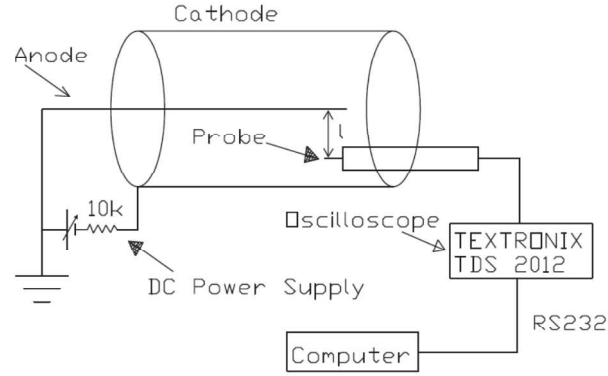 Cathode
Anode
Probe
l
10k
Oscilloscope
TEXTRONIX
TDS 2012
DC Power Supply
RS232
Computer